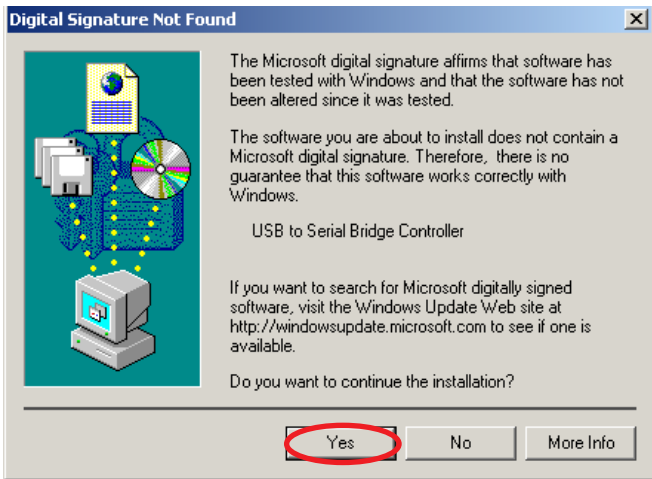 Digital Signature Not Found
The Microsoft digital signature affirms that software has
been tested with Windows and that the software has not
been altered since it was tested.
The software you are about to install does not contain a
Microsoft digital signature. Therefore, there is no
guarantee that this software works correctly with
Windows.
USB to Serial Bridge Controller
If you want to search for Microsoft digitally signed
software, visit the Windows Update Web site at
http://windowsupdate.microsoft.com to see if one is
available.
Do you want to continue the installation?
Yes No More Info